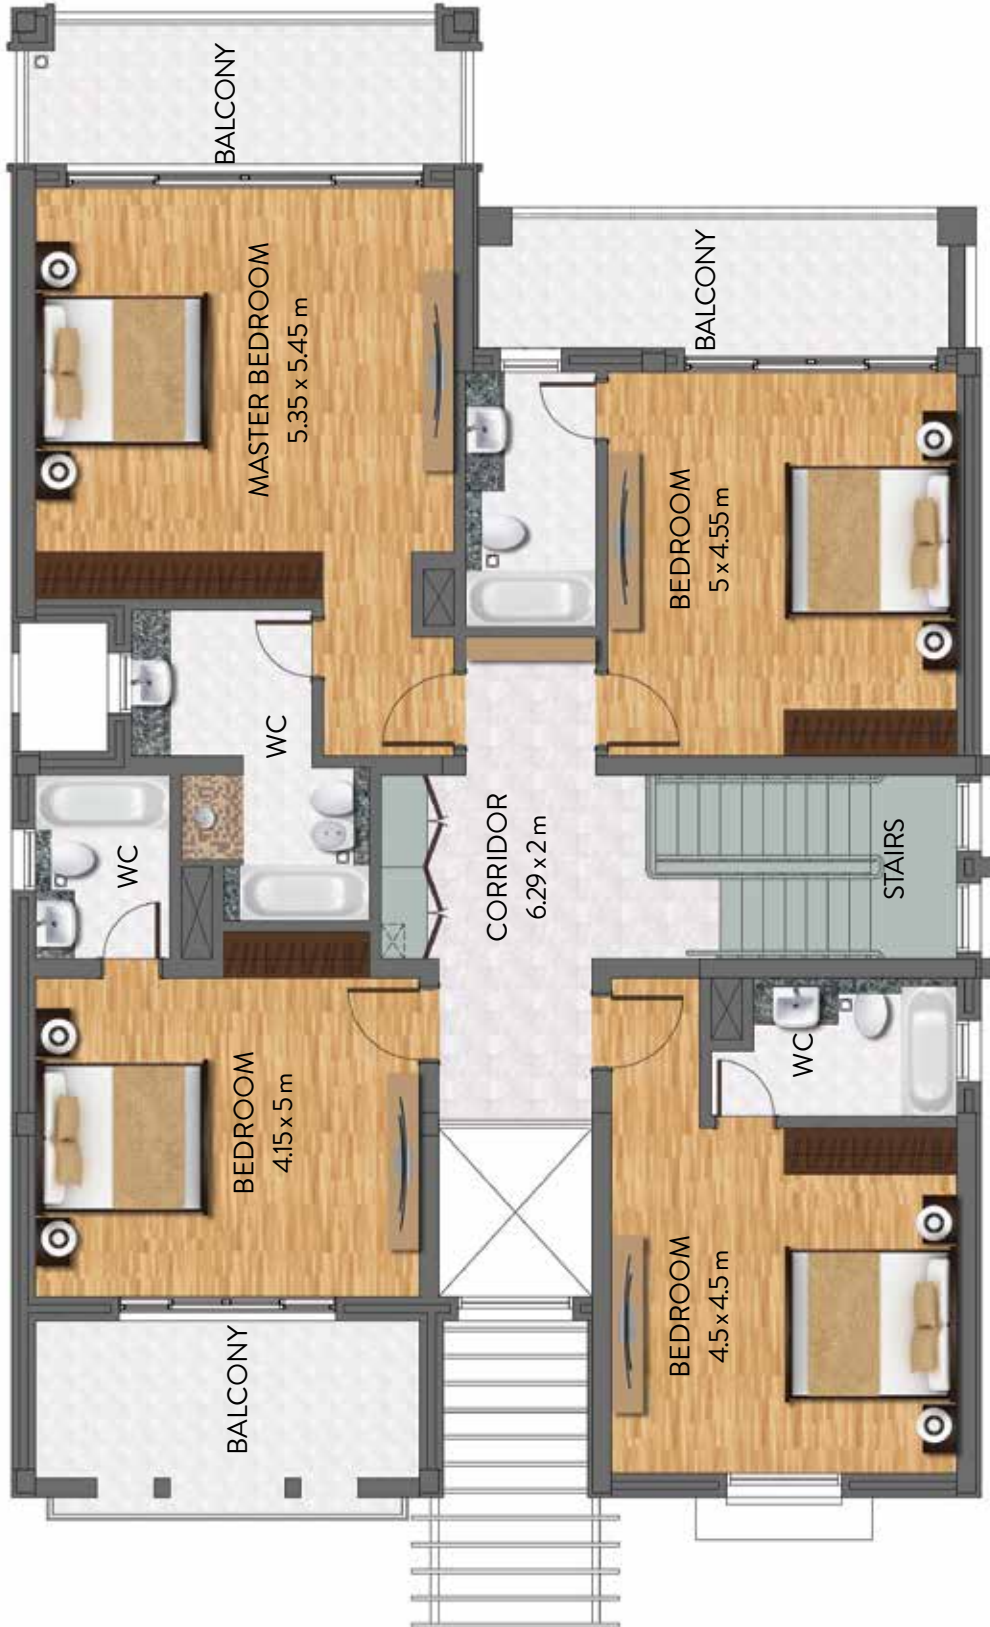 BALCONY
MASTER BEDROOM
5.35 x 5.45 m
BALCONY
BEDROOM
5 x 4.55 m
WC
WC
CORRIDOR
6.29 x 2 m
STAIRS
BEDROOM
4.15 x 5 m
WC
BEDROOM
4.5 x 4.5 m
BALCONY